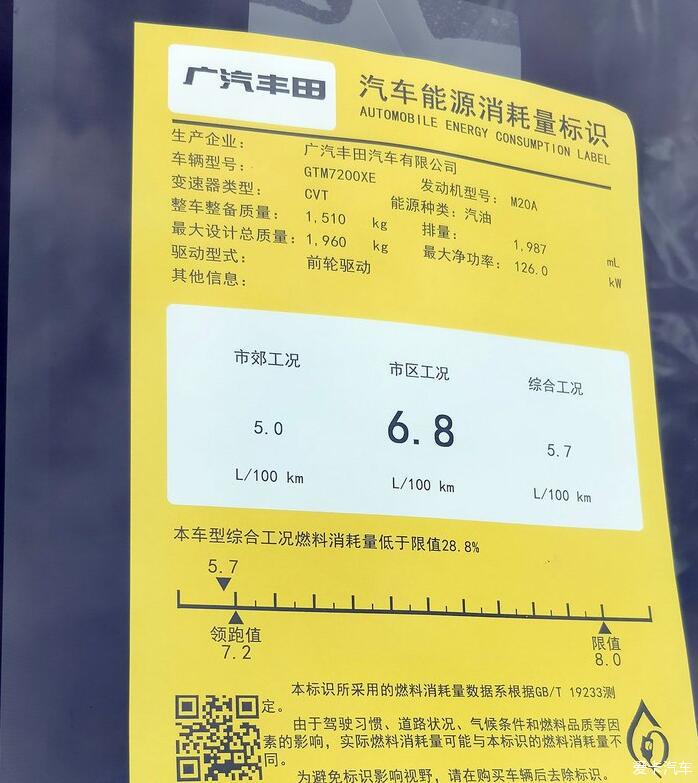 广汽丰田
汽车能源消耗量标识
AUTOMOBILE ENERGY CONSUMPTION LABEL
生产企业： 广汽丰田汽车有限公司
车辆型号： GTM7200XE 发动机型号： M20A
变速器类型： CVT 能源种类：汽油
整车整备质量： 1,510 kg 排量： 1,987 mL
最大设计总质量： 1,960 kg 最大净功率： 126.0 kW
驱动型式： 前轮驱动
其他信息：
市郊工况 市区工况 综合工况
5.0 6.8 5.7
L/100 km L/100 km L/100 km
本车型综合工况燃料消耗量低于限值28.8%
5.7
领跑值 限值
7.2 8.0
本标识所采用的燃料消耗量数据系根据GB/T 19233测
定。
由于驾驶习惯、道路状况、气候条件和燃料品质等因
素的影响，实际燃料消耗量可能与本标识的燃料消耗量不
同。
为避免标识影响视野，请在购买车辆后去除标识。
爱卡汽车